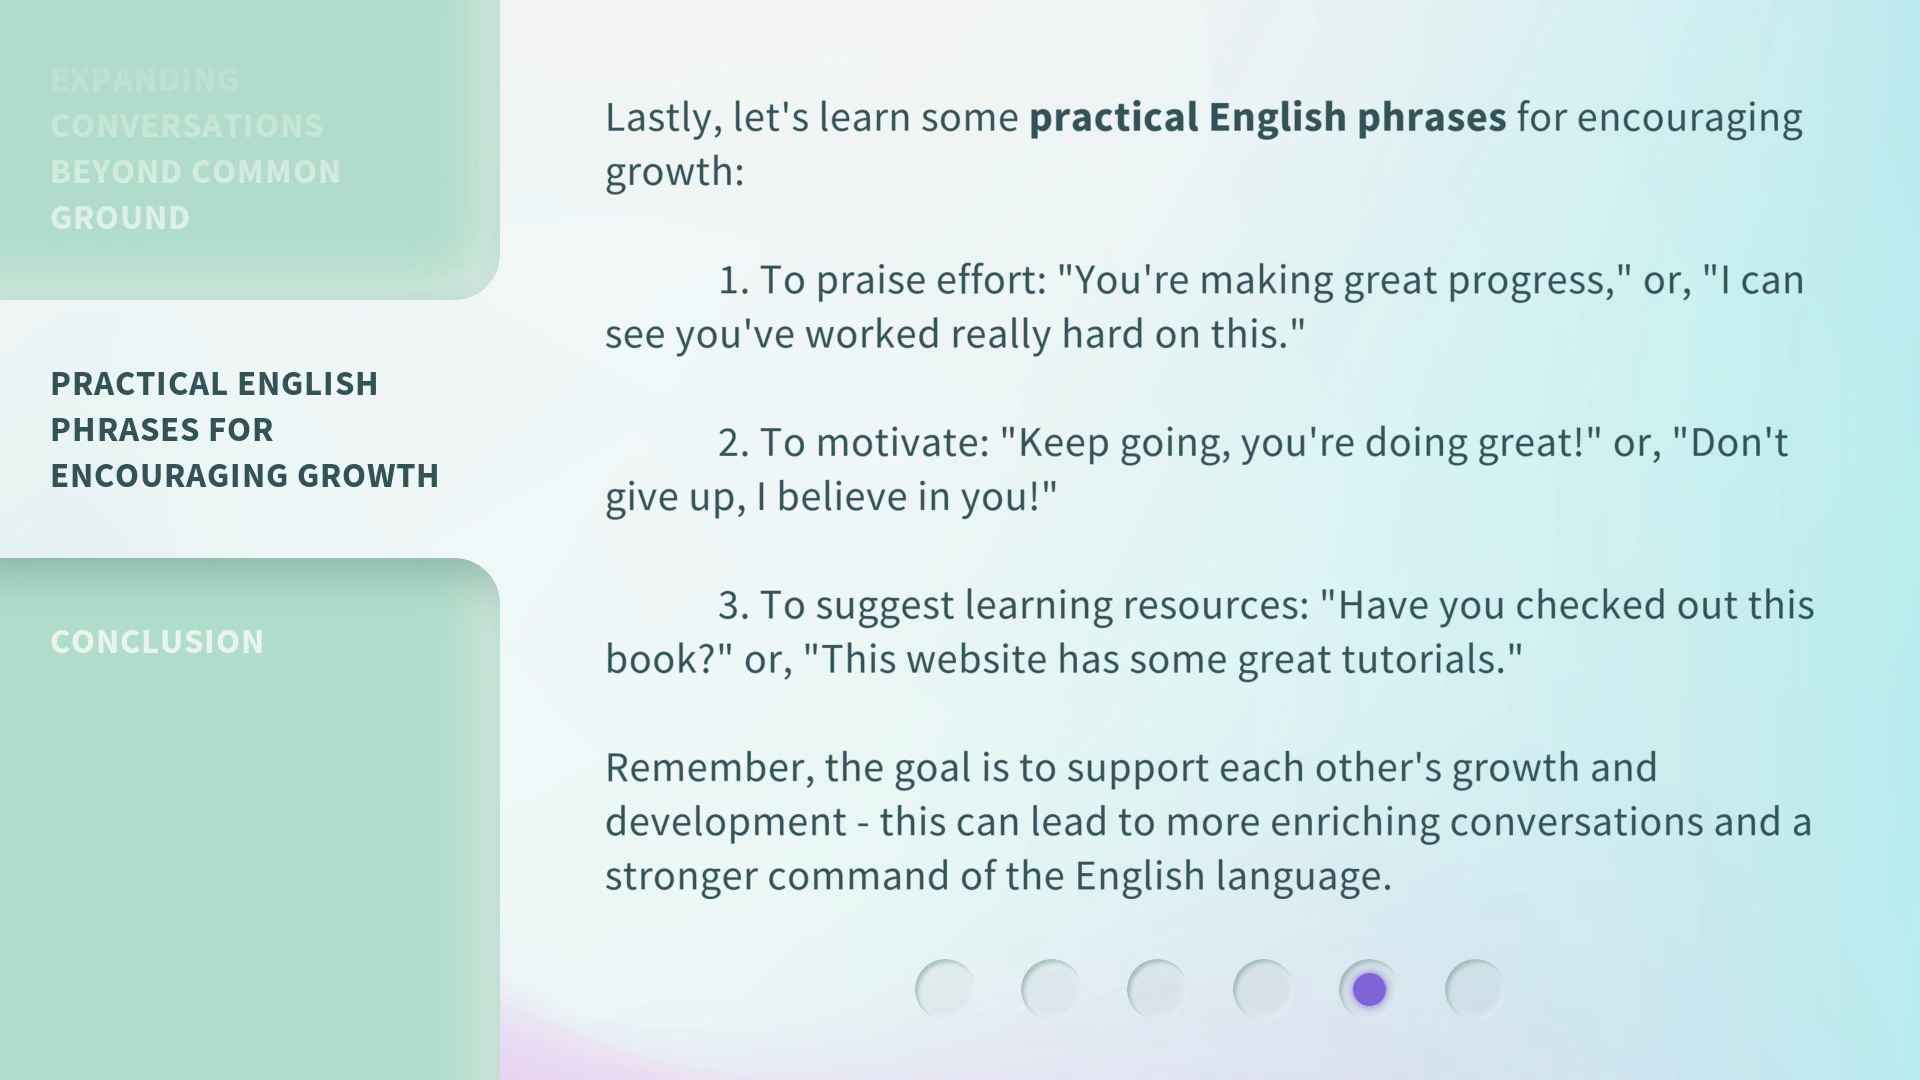 EXPANDING
CONVERSATIONS
BEYOND COMMON
GROUND
PRACTICAL ENGLISH
PHRASES FOR
ENCOURAGING GROWTH
CONCLUSION
Lastly, let's learn some practical English phrases for encouraging
growth:
1. To praise effort: "You're making great progress," or, "I can
see you've worked really hard on this."
2. To motivate: "Keep going, you're doing great!" or, "Don't
give up, I believe in you!"
3. To suggest learning resources: "Have you checked out this
book?" or, "This website has some great tutorials."
Remember, the goal is to support each other's growth and
development - this can lead to more enriching conversations and a
stronger command of the English language.